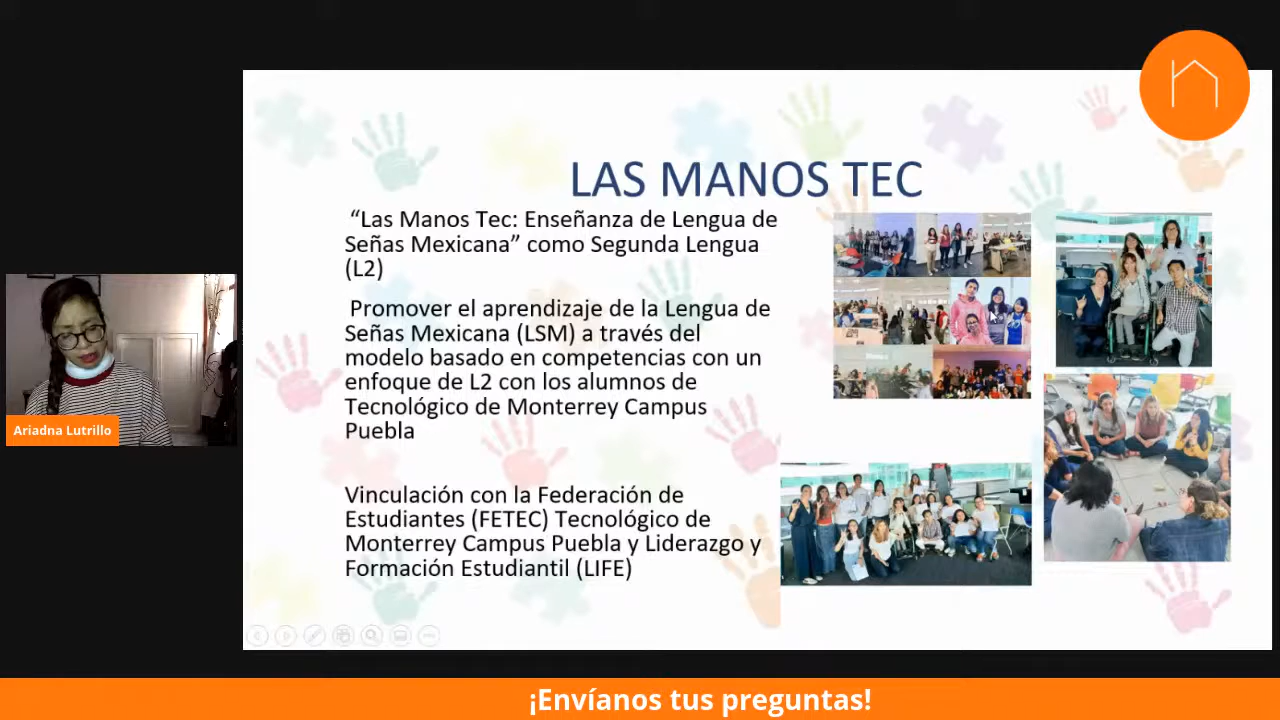 LAS MANOS TEC
“Las Manos Tec: Enseñanza de Lengua de
Señas Mexicana” como Segunda Lengua
(L2)
Promover el aprendizaje de la Lengua de
Señas Mexicana (LSM) a través del
modelo basado en competencias con un
enfoque de L2 con los alumnos de
Tecnológico de Monterrey Campus
Puebla
Vinculación con la Federación de
Estudiantes (FETEC) Tecnológico de
Monterrey Campus Puebla y Liderazgo y
Formación Estudiantil (LIFE)
Ariadna Lutrillo
¡Envíanos tus preguntas!